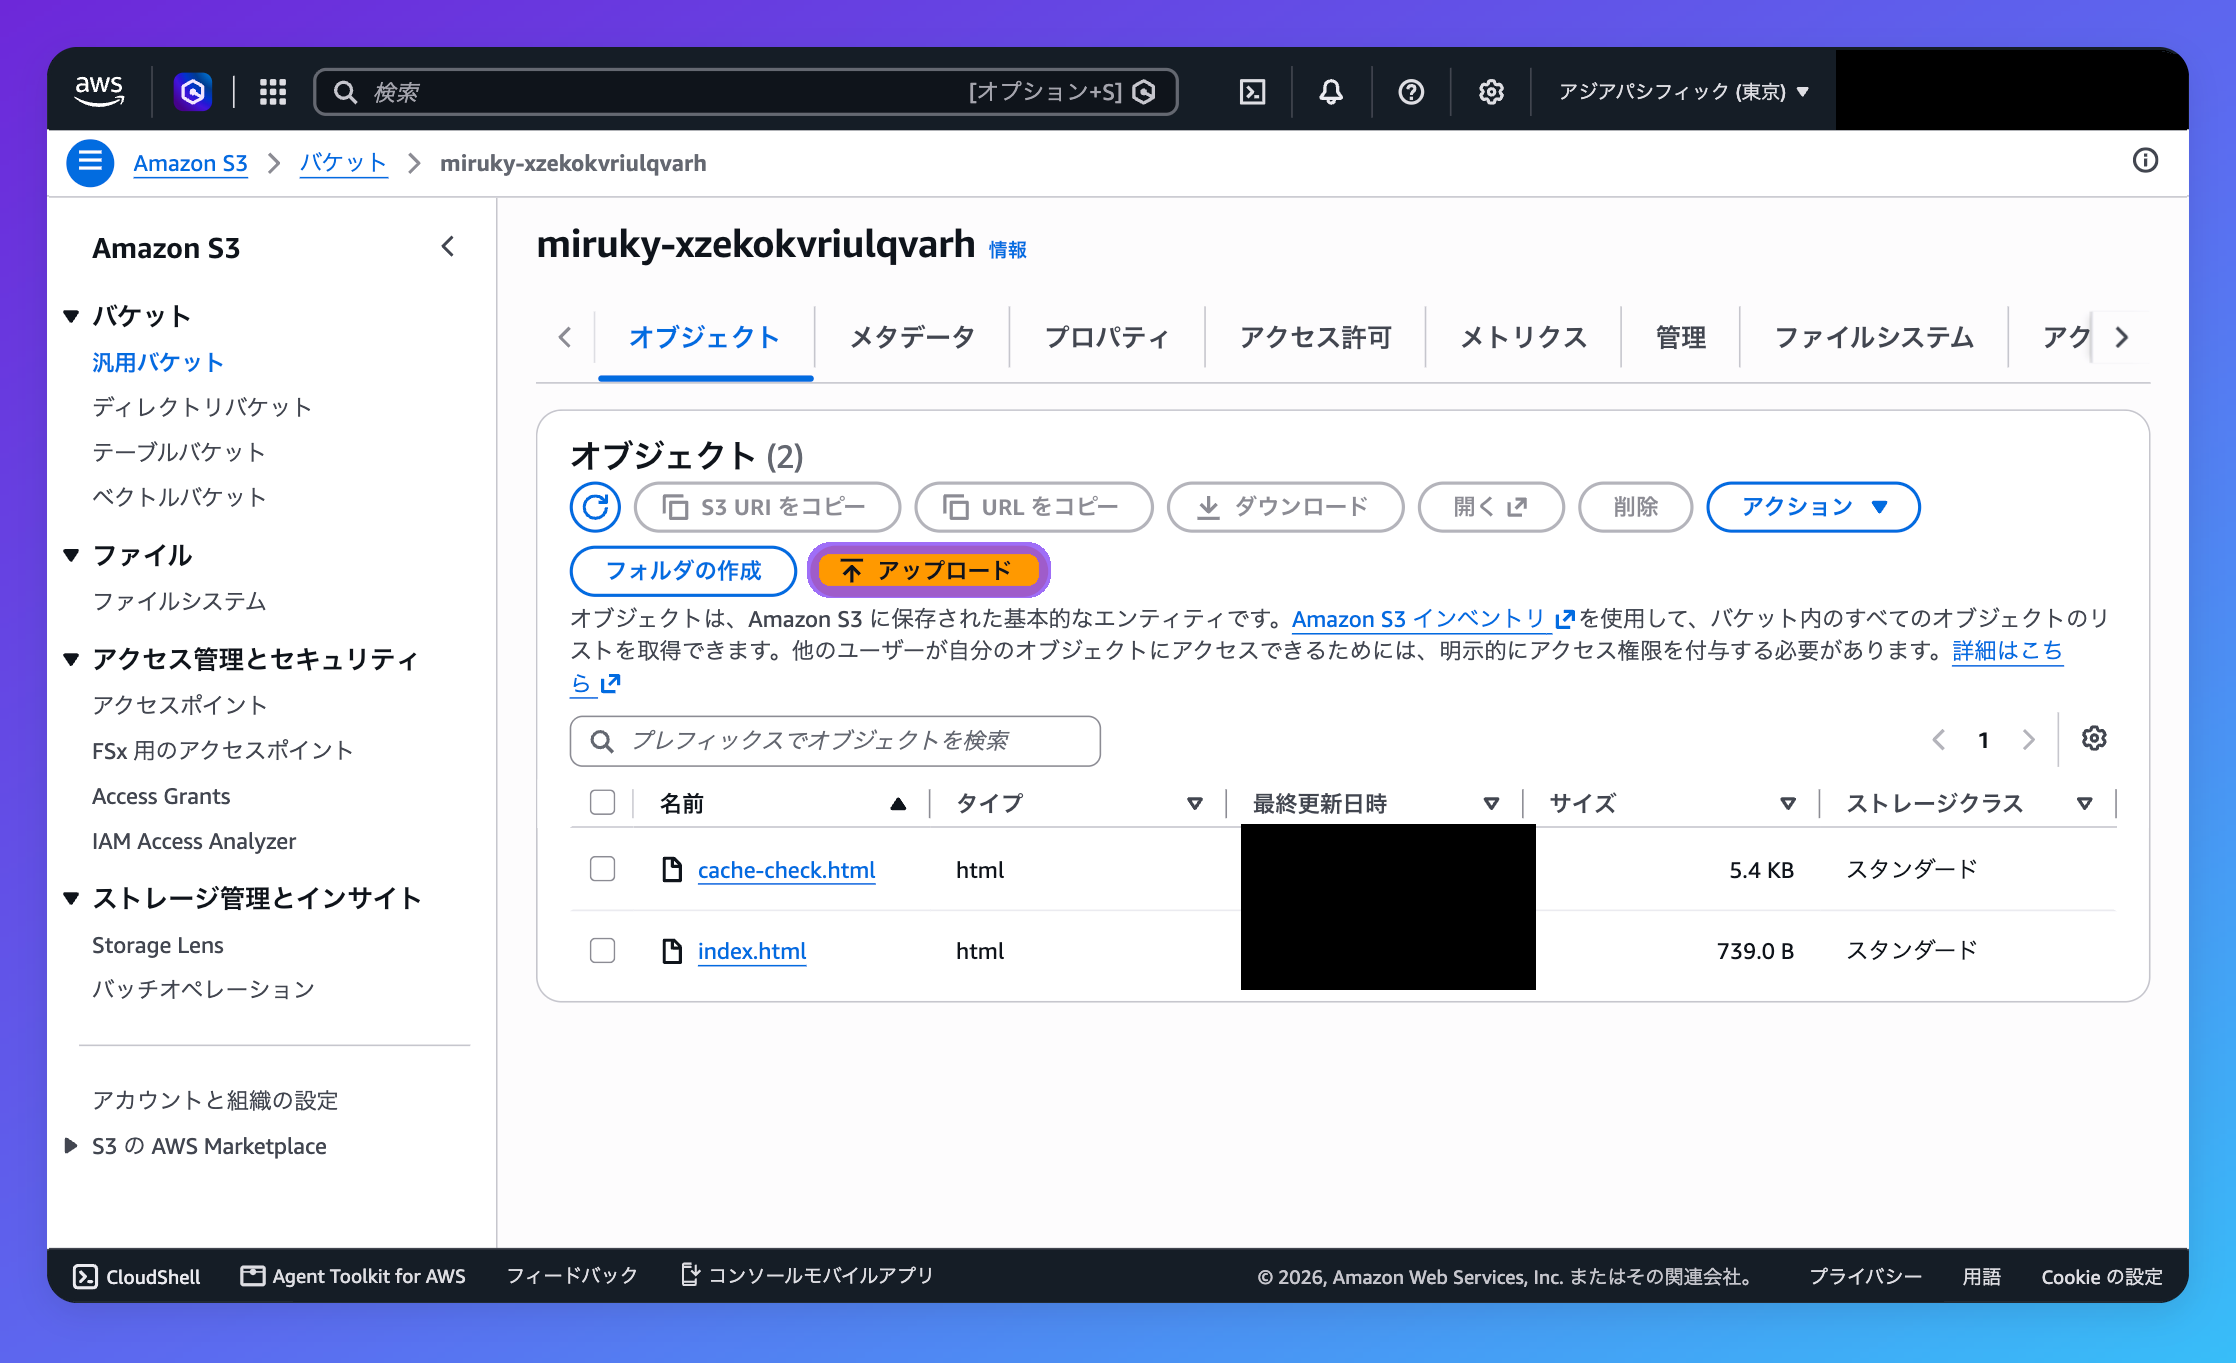 aws
検索 [オプション+S]
アジアパシフィック (東京) ▼
Amazon S3 > バケット > miruky-xzekokvriulqvarh
Amazon S3
バケット
汎用バケット
ディレクトリバケット
テーブルバケット
ベクトルバケット
ファイル
ファイルシステム
アクセス管理とセキュリティ
アクセスポイント
FSx 用のアクセスポイント
Access Grants
IAM Access Analyzer
ストレージ管理とインサイト
Storage Lens
バッチオペレーション
アカウントと組織の設定
S3 の AWS Marketplace
miruky-xzekokvriulqvarh 情報
オブジェクト メタデータ プロパティ アクセス許可 メトリクス 管理 ファイルシステム アク
オブジェクト (2)
S3 URI をコピー URL をコピー ダウンロード 開く 削除 アクション
フォルダの作成 アップロード
オブジェクトは、Amazon S3 に保存された基本的なエンティティです。Amazon S3 インベントリ を使用して、バケット内のすべてのオブジェクトのリ
ストを取得できます。他のユーザーが自分のオブジェクトにアクセスできるためには、明示的にアクセス権限を付与する必要があります。詳細はこち
ら
プレフィックスでオブジェクトを検索 1
名前 タイプ 最終更新日時 サイズ ストレージクラス
cache-check.html html 5.4 KB スタンダード
index.html html 739.0 B スタンダード
CloudShell Agent Toolkit for AWS フィードバック コンソールモバイルアプリ © 2026, Amazon Web Services, Inc. またはその関連会社。 プライバシー 用語 Cookie の設定